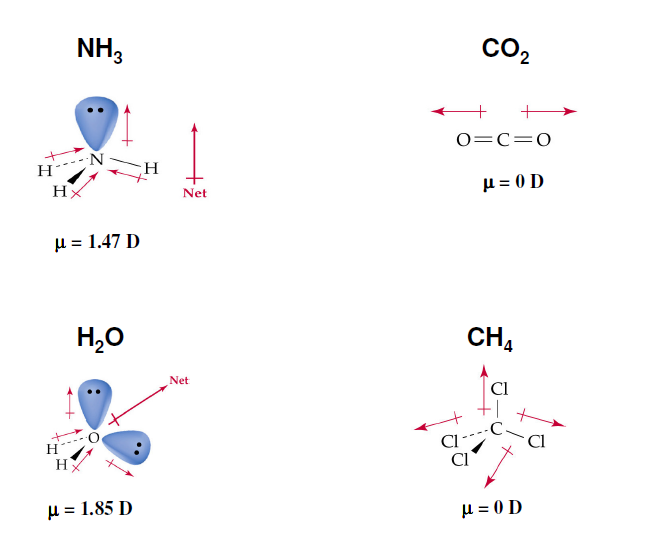 NH₃
H N H
H
Net
μ = 1.47 D
CO₂
O=C=O
μ = 0 D
H₂O
Net
H O
H
μ = 1.85 D
CH₄
Cl
Cl C Cl
Cl
μ = 0 D